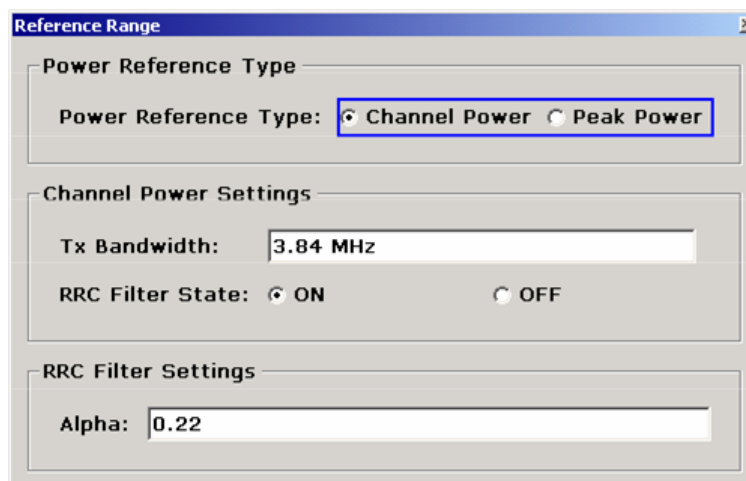 Reference Range
Power Reference Type
Power Reference Type: Channel Power Peak Power
Channel Power Settings
Tx Bandwidth: 3.84 MHz
RRC Filter State: ON OFF
RRC Filter Settings
Alpha: 0.22